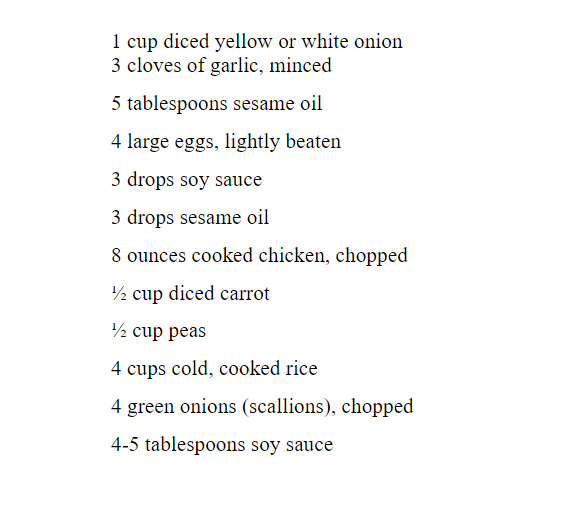 1 cup diced yellow or white onion
3 cloves of garlic, minced
5 tablespoons sesame oil
4 large eggs, lightly beaten
3 drops soy sauce
3 drops sesame oil
8 ounces cooked chicken, chopped
½ cup diced carrot
½ cup peas
4 cups cold, cooked rice
4 green onions (scallions), chopped
4-5 tablespoons soy sauce